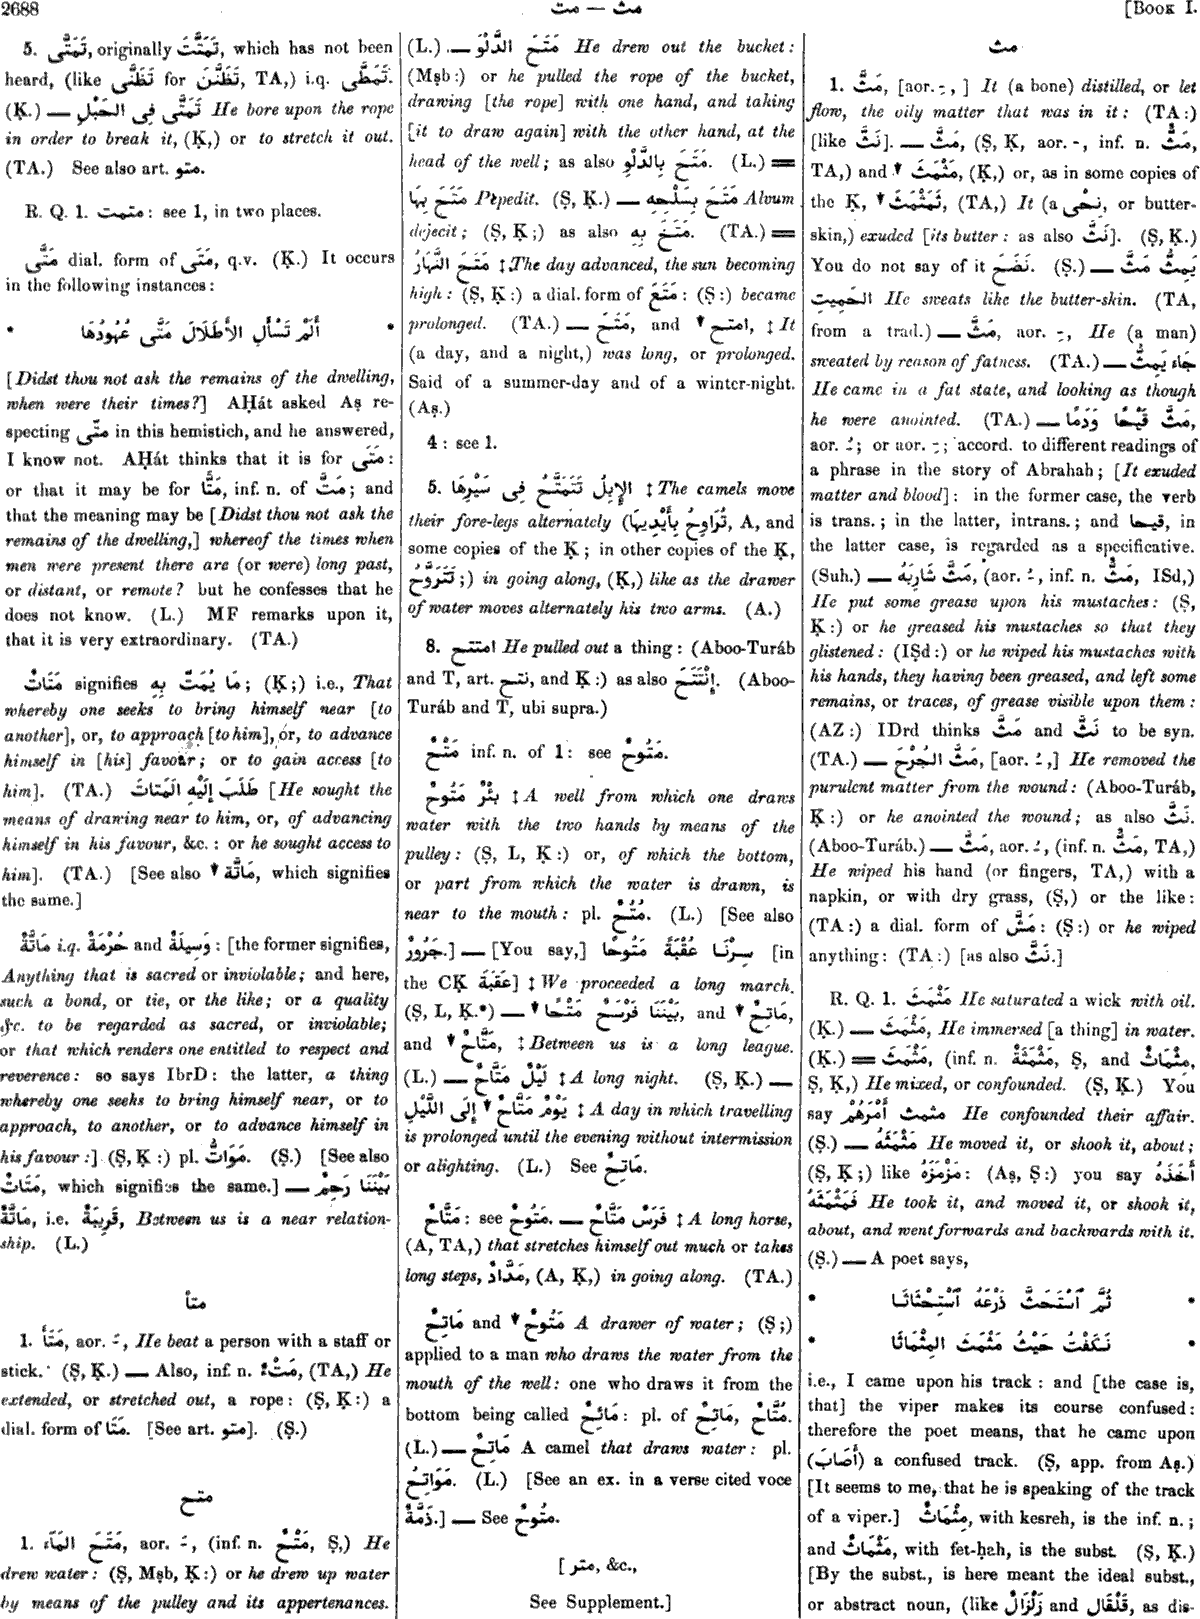 2688
مت — مث
[BOOK I.
5. تَمَتَّى, originally تَمَتَّتَ, which has not been
heard, (like تَظَنَّى for تَظَنَّنَ, TA,) i.q. تَمَطَّى.
(Ḳ.) — تَمَتَّى فِى الحَبْلِ He bore upon the rope
in order to break it, (Ḳ,) or to stretch it out.
(TA.) See also art. متو.
R. Q. 1. متمت: see 1, in two places.
مَتَّى dial. form of مَتَى, q.v. (Ḳ.) It occurs
in the following instances:
* أَلَمْ تَسْأَلِ الأَطْلَالَ مَتَّى عُهُودُهَا *
[Didst thou not ask the remains of the dwelling,
when were their times?] AḤát asked Aṣ re-
specting متّى in this hemistich, and he answered,
I know not. AḤát thinks that it is for مَتَى:
or that it may be for مَتًّا, inf. n. of مَتَّ; and
that the meaning may be [Didst thou not ask the
remains of the dwelling,] whereof the times when
men were present there are (or were) long past,
or distant, or remote? but he confesses that he
does not know. (L.) MF remarks upon it,
that it is very extraordinary. (TA.)
مَتَاتٌ signifies مَا يُمَتُّ بِهِ; (Ḳ;) i.e., That
whereby one seeks to bring himself near [to
another], or, to approach [to him], or, to advance
himself in [his] favour; or to gain access [to
him]. (TA.) طَلَبَ إِلَيْهِ المَتَاتَ [He sought the
means of drawing near to him, or, of advancing
himself in his favour, &c.: or he sought access to
him]. (TA.) [See also ▼ مَاتَّة, which signifies
the same.]
مَاتَّةٌ i.q. حُرْمَةٌ and وَسِيلَةٌ: [the former signifies,
Anything that is sacred or inviolable; and here,
such a bond, or tie, or the like; or a quality
&c. to be regarded as sacred, or inviolable;
or that which renders one entitled to respect and
reverence: so says IbrD: the latter, a thing
whereby one seeks to bring himself near, or to
approach, to another, or to advance himself in
his favour:] (Ṣ, Ḳ:) pl. مَوَاتُّ. (Ṣ.) [See also
مَتَاتٌ, which signifies the same.] — بَيْنَنَا رَحِمٌ
مَاتَّةٌ, i.e. قَرِيبَةٌ, Between us is a near relation-
ship. (L.)
متأ
1. مَتَأَ, aor. ـَ, He beat a person with a staff or
stick. (Ṣ, Ḳ.) — Also, inf. n. مَتْءٌ, (TA,) He
extended, or stretched out, a rope: (Ṣ, Ḳ:) a
dial. form of مَتَا. [See art. متو]. (Ṣ.)
متح
1. مَتَحَ المَآءَ, aor. ـَ, (inf. n. مَتْحٌ, Ṣ,) He
drew water: (Ṣ, Mṣb, Ḳ:) or he drew up water
by means of the pulley and its appertenances.
(L.) — مَتَحَ الدَّلْوَ He drew out the bucket:
(Mṣb:) or he pulled the rope of the bucket,
drawing [the rope] with one hand, and taking
[it to draw again] with the other hand, at the
head of the well; as also مَتَحَ بِالدَّلْوِ. (L.) ==
مَتَحَ بِهَا Pepedit. (Ṣ, Ḳ.) — مَتَحَ بِسَلْحِهِ Alvum
dejecit; (Ṣ, Ḳ;) as also مَتَخَ بِهِ. (TA.) ==
مَتَحَ النَّهَارُ ‡ The day advanced, the sun becoming
high: (Ṣ, Ḳ:) a dial. form of مَتَعَ: (Ṣ:) became
prolonged. (TA.) — مَتَحَ, and ▼ امتح, ‡ It
(a day, and a night,) was long, or prolonged.
Said of a summer-day and of a winter-night.
(Aṣ.)
4: see 1.
5. الإِبِلُ تَتَمَتَّحُ فِى سَيْرِهَا ‡ The camels move
their fore-legs alternately (تُرَاوِحُ بِأَيْدِيهَا, A, and
some copies of the Ḳ; in other copies of the Ḳ,
تَتَرَوَّحُ;) in going along, (Ḳ,) like as the drawer
of water moves alternately his two arms. (A.)
8. امتتح He pulled out a thing: (Aboo-Turáb
and T, art. نتح, and Ḳ:) as also إِنْتَتَحَ. (Aboo-
Turáb and T, ubi supra.)
مَتْحٌ inf. n. of 1: see مَتُوحٌ.
بِئْرٌ مَتُوحٌ ‡ A well from which one draws
water with the two hands by means of the
pulley: (Ṣ, L, Ḳ:) or, of which the bottom,
or part from which the water is drawn, is
near to the mouth: pl. مُتُحٌ. (L.) [See also
جَرُورٌ.] — [You say,] سِرْنَا عُقْبَةً مَتُوحًا [in
the CḲ عَقَبَةً] ‡ We proceeded a long march.
(Ṣ, L, Ḳ.*) — بَيْنَنَا فَرْسَخٌ مَتْحًا ▼, and مَاتِحٌ ▼,
and مَتَّاحٌ ▼, ‡ Between us is a long league.
(L.) — لَيْلٌ مَتَّاحٌ ‡ A long night. (Ṣ, Ḳ.) —
يَوْمٌ مَتَّاحٌ ▼ إِلَى اللَّيْلِ ‡ A day in which travelling
is prolonged until the evening without intermission
or alighting. (L.) See مَاتِحٌ.
مَتَّاحٌ: see مَتُوحٌ. — فَرَسٌ مَتَّاحٌ ‡ A long horse,
(A, TA,) that stretches himself out much or takes
long steps, مَدَّادٌ, (A, Ḳ,) in going along. (TA.)
مَاتِحٌ and ▼ مَتُوحٌ A drawer of water; (Ṣ;)
applied to a man who draws the water from the
mouth of the well: one who draws it from the
bottom being called مَائِحٌ: pl. of مَاتِحٌ, مُتَّاحٌ.
(L.) — مَاتِحٌ A camel that draws water: pl.
مَوَاتِحُ. (L.) [See an ex. in a verse cited voce
ذَمَّةٌ.] — See مَتُوحٌ.
[متر, &c.,
See Supplement.]
مث
1. مَثَّ, [aor. ـِ, ] It (a bone) distilled, or let
flow, the oily matter that was in it: (TA:)
[like نَثَّ]. — مَثَّ, (Ṣ, Ḳ, aor. ـِ, inf. n. مَثٌّ,
TA,) and ▼ مَثْمَثَ, (Ḳ,) or, as in some copies of
the Ḳ, ▼ تَمَثْمَثَ, (TA,) It (a نِحْى, or butter-
skin,) exuded [its butter: as also نَثَّ]. (Ṣ, Ḳ.)
You do not say of it نَضَحَ. (Ṣ.) — مَثَّ يَمِثُّ
الحَمِيتِ He sweats like the butter-skin. (TA,
from a trad.) — مَثَّ, aor. ـِ, He (a man)
sweated by reason of fatness. (TA.) — جَاءَ يَمِثُّ
He came in a fat state, and looking as though
he were anointed. (TA.) — مَثَّ قَيْحًا وَدَمًا,
aor. ـُ; or aor. ـِ; accord. to different readings of
a phrase in the story of Abrahah; [It exuded
matter and blood]: in the former case, the verb
is trans.; in the latter, intrans.; and قيحا, in
the latter case, is regarded as a specificative.
(Suh.) — مَثَّ شَارِبَهُ, (aor. ـُ, inf. n. مَثٌّ, ISd,)
He put some grease upon his mustaches: (Ṣ,
Ḳ:) or he greased his mustaches so that they
glistened: (ISd:) or he wiped his mustaches with
his hands, they having been greased, and left some
remains, or traces, of grease visible upon them:
(AZ:) IDrd thinks مَثَّ and نَثَّ to be syn.
(TA.) — مَثَّ الجُرْحَ, [aor. ـُ,] He removed the
purulent matter from the wound: (Aboo-Turáb,
Ḳ:) or he anointed the wound; as also نَثَّ.
(Aboo-Turáb.) — مَثَّ, aor. ـُ, (inf. n. مَثٌّ, TA,)
He wiped his hand (or fingers, TA,) with a
napkin, or with dry grass, (Ṣ,) or the like:
(TA:) a dial. form of مَشَّ: (Ṣ:) or he wiped
anything: (TA:) [as also نَثَّ.]
R. Q. 1. مَثْمَثَ He saturated a wick with oil.
(Ḳ.) — مَثْمَثَ, He immersed [a thing] in water.
(Ḳ.) == مَثْمَثَ, (inf. n. مَثْمَثَةٌ, Ṣ, and مِثْمَاثٌ,
Ṣ, Ḳ,) He mixed, or confounded. (Ṣ, Ḳ.) You
say مثمث أَمْرَهُمْ He confounded their affair.
(Ṣ.) — مَثْمَثَهُ He moved it, or shook it, about;
(Ṣ, Ḳ;) like مَزْمَزَهُ: (Aṣ, Ṣ:) you say أَخَذَهُ
فَمَثْمَثَهُ He took it, and moved it, or shook it,
about, and went forwards and backwards with it.
(Ṣ.) — A poet says,
* ثُمَّ ٱسْتَحَثَّ ذَرْعَهُ ٱسْتِحْثَاثَا *
* نَكَفْتُ حَيْثُ مَثْمَثَ المِثْمَاثَا *
i.e., I came upon his track: and [the case is,
that] the viper makes its course confused:
therefore the poet means, that he came upon
(أَصَابَ) a confused track. (Ṣ, app. from Aṣ.)
[It seems to me, that he is speaking of the track
of a viper.] مِثْمَاثٌ, with kesreh, is the inf. n.;
and مَثْمَاثٌ, with fet-ḥah, is the subst. (Ṣ, Ḳ.)
[By the subst., is here meant the ideal subst.,
or abstract noun, (like زَلْزَالٌ and قَلْقَالٌ, as dis-